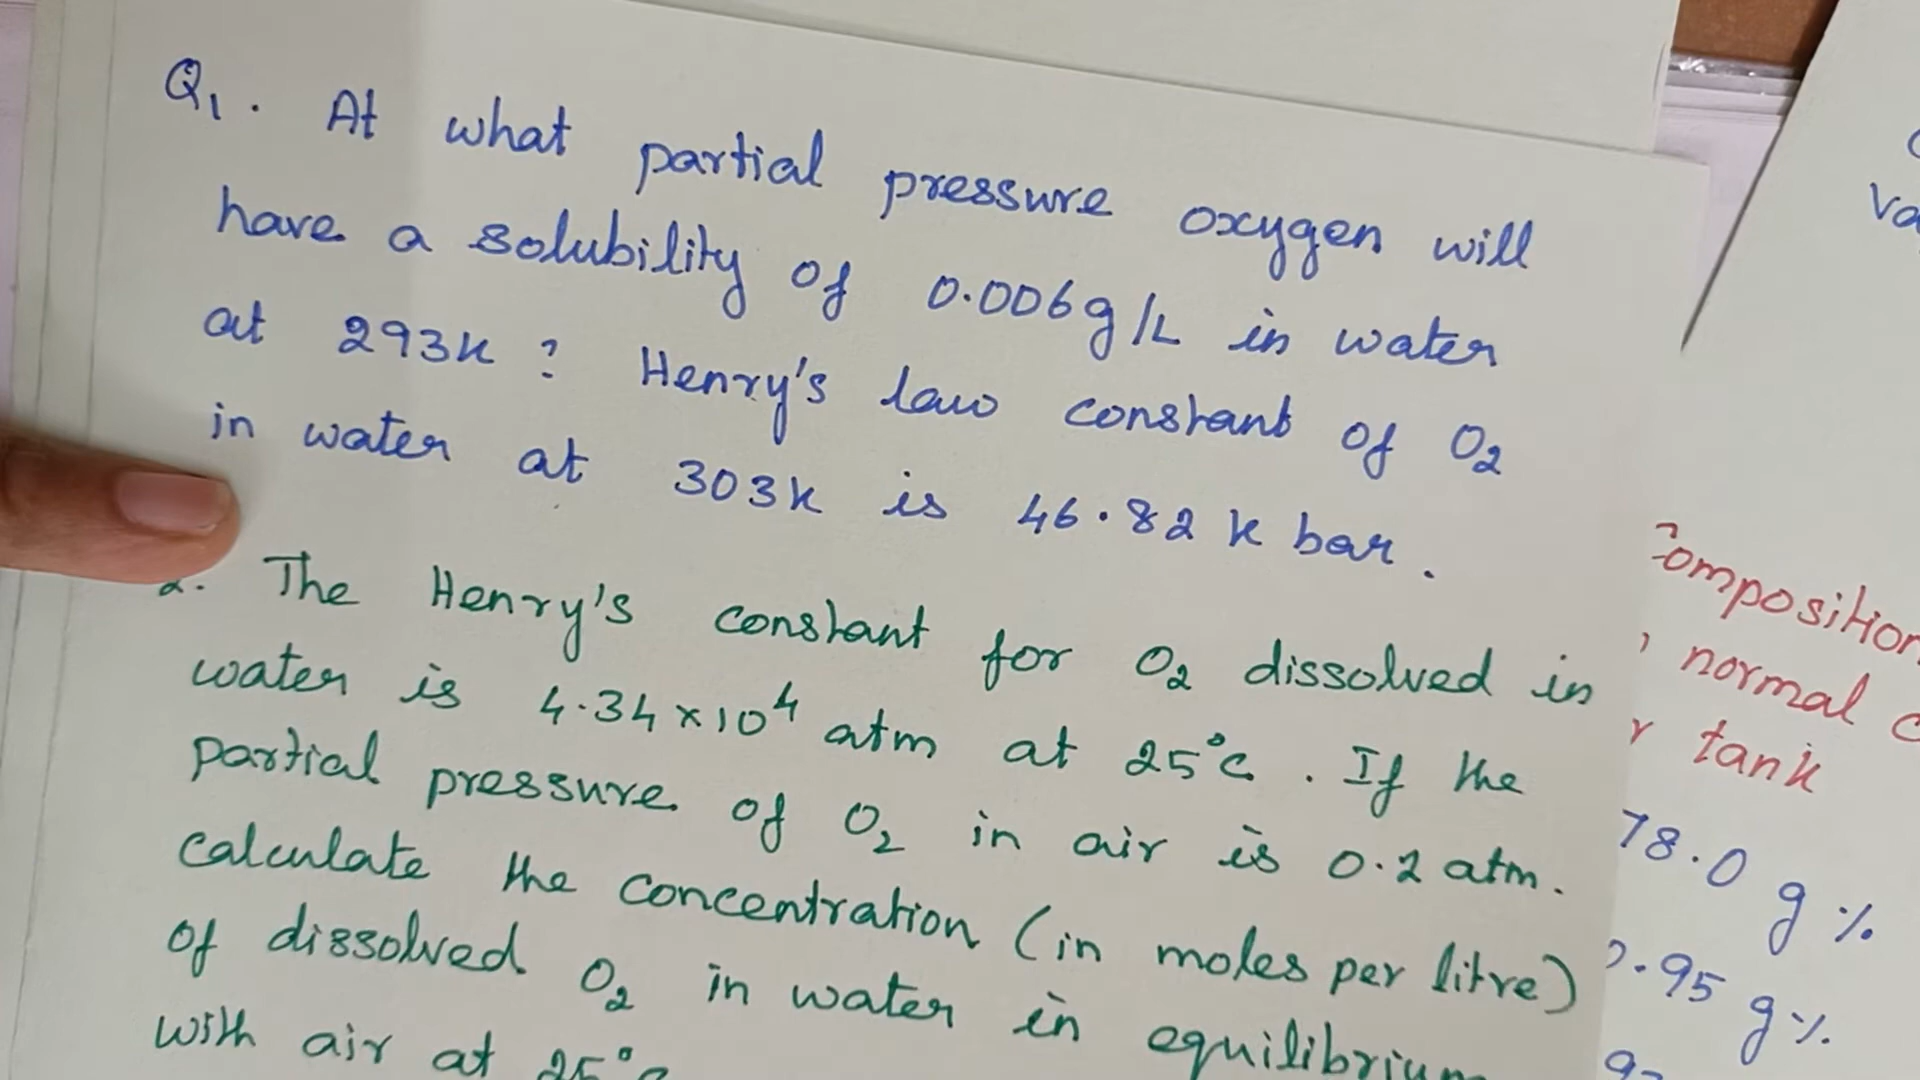 Q1. At what partial pressure oxygen will
have a solubility of 0.006g/L in water
at 293K? Henry's law constant of O2
in water at 303K is 46.82 K bar.
2. The Henry's constant for O2 dissolved in
water is 4.34×10⁴ atm at 25°C. If the
partial pressure of O2 in air is 0.2 atm.
calculate the concentration (in moles per litre)
of dissolved O2 in water in equilibrium
with air at 25°C
omposition
normal
tank
78.0 g%
.95 g%